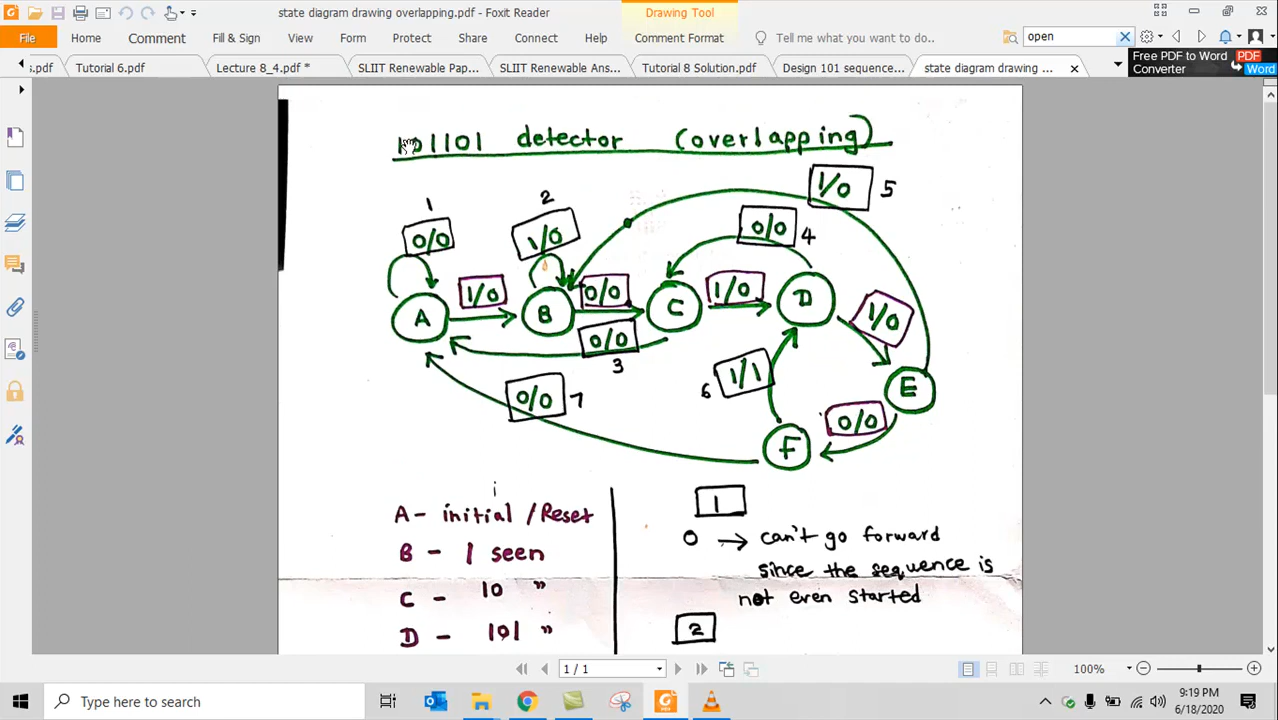 state diagram drawing overlapping.pdf - Foxit Reader
Drawing Tool
File Home Comment Fill & Sign View Form Protect Share Connect Help Comment Format Tell me what you want to do.. open
s.pdf Tutorial 6.pdf Lecture 8_4.pdf * SLIIT Renewable Pap... SLIIT Renewable Ans... Tutorial 8 Solution.pdf Design 101 sequence... state diagram drawing ...
Free PDF to Word Converter
PDF
Word
101101 detector (overlapping)
1/0 5
1 2
0/0 4
0/0 1/0
1/0 0/0 1/0
A B C D
1/0
0/0
3
1/1
6
E
0/0 7
0/0
F
i
A - initial / Reset
B - 1 seen
C - 10 "
D - 101 "
1
0 → can't go forward
since the sequence is
not even started
2
1 / 1
100%
Type here to search
9:19 PM
6/18/2020